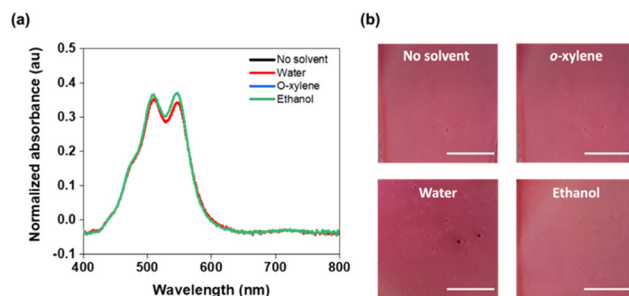 (a)
0.5
0.4
0.3
0.2
0.1
0.0
-0.1
Normalized absorbance (au)
No solvent
Water
O-xylene
Ethanol
400 500 600 700 800
Wavelength (nm)
(b)
No solvent
o-xylene
Water
Ethanol